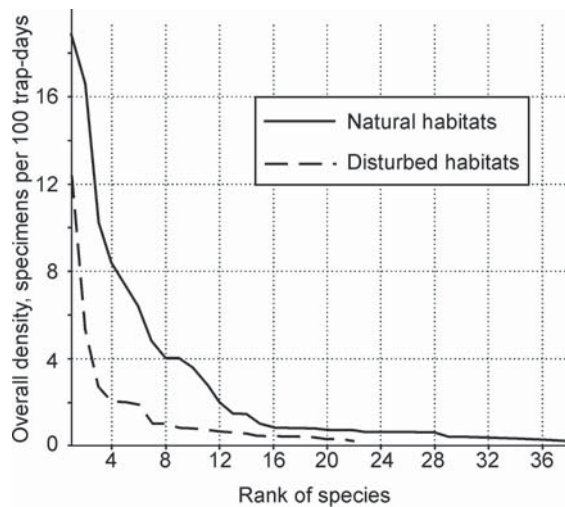 Overall density, specimens per 100 trap-days
16
12
8
4
0
Natural habitats
Disturbed habitats
4 8 12 16 20 24 28 32 36
Rank of species